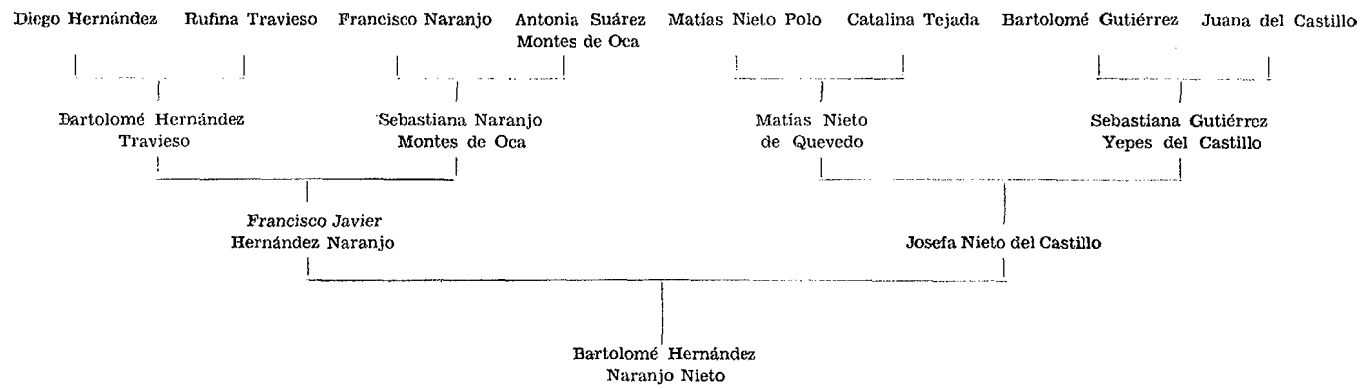 Diego Hernández Rufina Travieso Francisco Naranjo Antonia Suárez Matías Nieto Polo Catalina Tejada Bartolomé Gutiérrez Juana del Castillo
Montes de Oca
Bartolomé Hernández Sebastiana Naranjo Matías Nieto Sebastiana Gutiérrez
Travieso Montes de Oca de Quevedo Yepes del Castillo
Francisco Javier
Hernández Naranjo Josefa Nieto del Castillo
Bartolomé Hernández
Naranjo Nieto